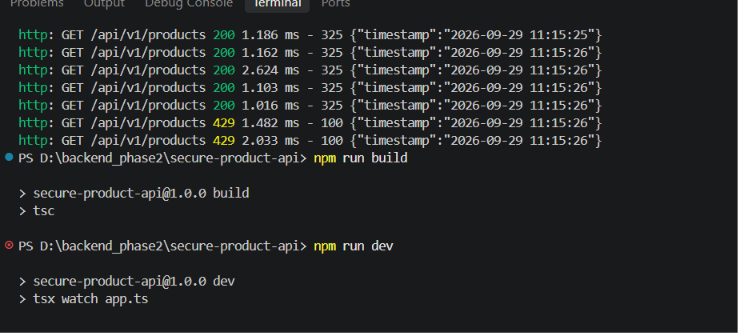 Problems Output Debug Console Terminal Ports
http: GET /api/v1/products 200 1.186 ms - 325 {"timestamp":"2026-09-29 11:15:25"}
http: GET /api/v1/products 200 1.162 ms - 325 {"timestamp":"2026-09-29 11:15:26"}
http: GET /api/v1/products 200 2.624 ms - 325 {"timestamp":"2026-09-29 11:15:26"}
http: GET /api/v1/products 200 1.103 ms - 325 {"timestamp":"2026-09-29 11:15:26"}
http: GET /api/v1/products 200 1.016 ms - 325 {"timestamp":"2026-09-29 11:15:26"}
http: GET /api/v1/products 429 1.482 ms - 100 {"timestamp":"2026-09-29 11:15:26"}
http: GET /api/v1/products 429 2.033 ms - 100 {"timestamp":"2026-09-29 11:15:26"}
PS D:\backend_phase2\secure-product-api> npm run build
> secure-product-api@1.0.0 build
> tsc
PS D:\backend_phase2\secure-product-api> npm run dev
> secure-product-api@1.0.0 dev
> tsx watch app.ts